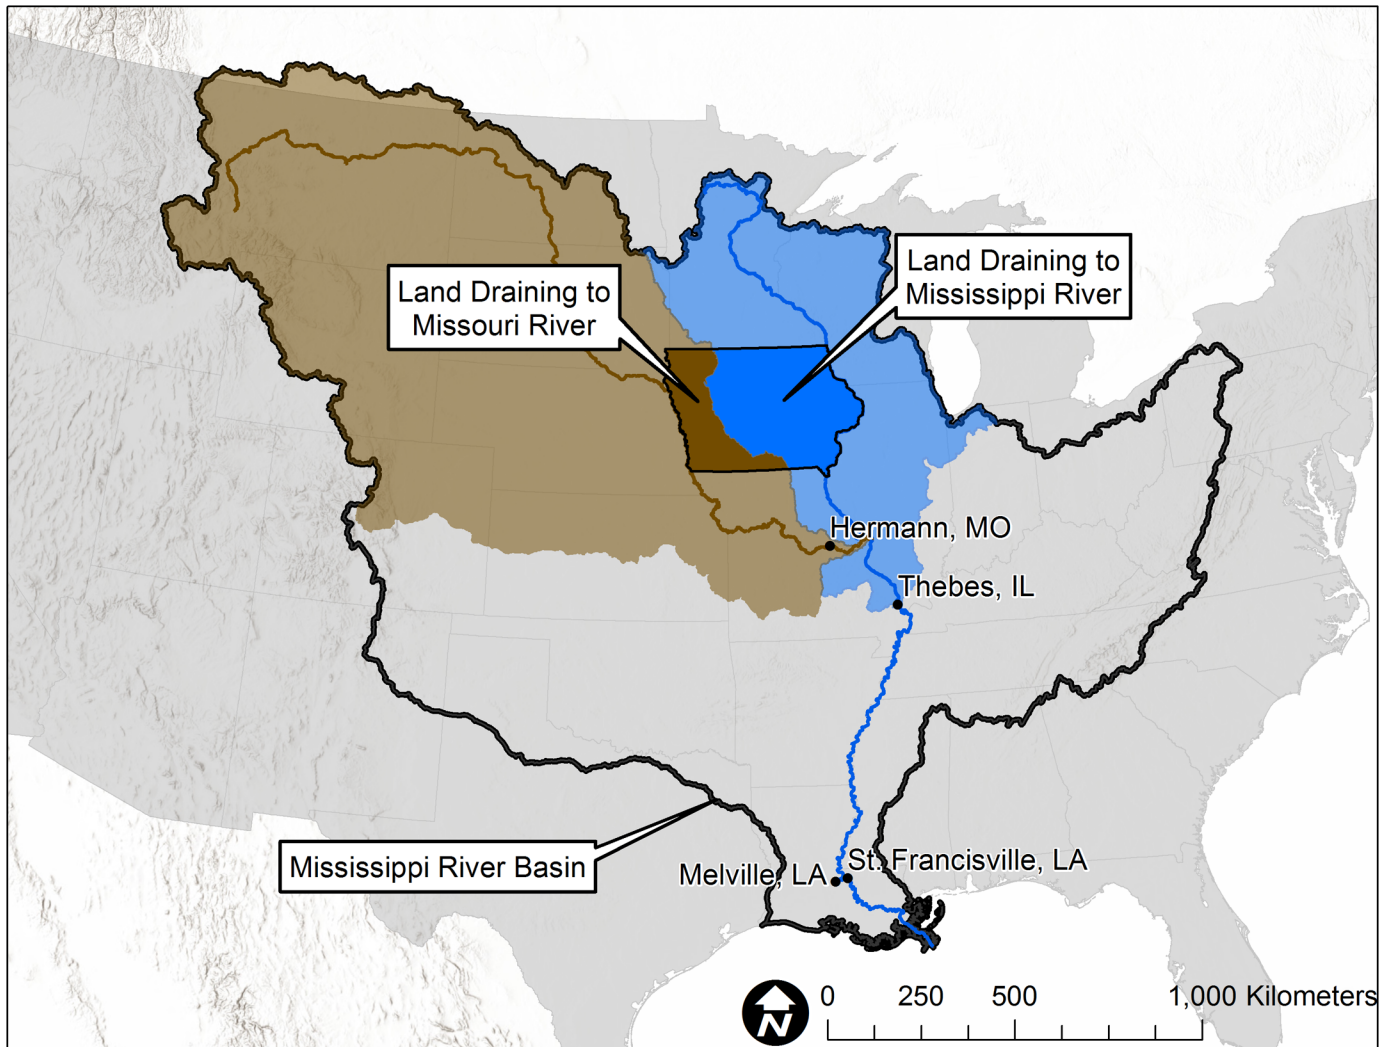 Land Draining to
Mississippi River
Land Draining to
Missouri River
Hermann, MO
Thebes, IL
Mississippi River Basin
Melville, LA
St. Francisville, LA
N
0 250 500 1,000 Kilometers